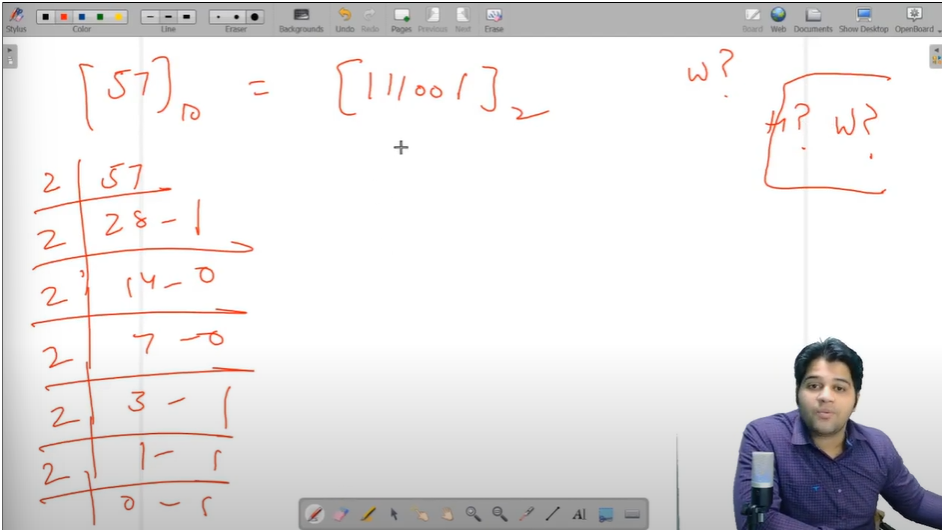 Stylus Color Line Eraser Backgrounds Undo Redo Pages Previous Next Erase Board Web Documents Show Desktop OpenBoard
[57]10 = [111001]2
W?
H? W?
2 | 57
2 | 28 - 1
2 | 14 - 0
2 | 7 - 0
2 | 3 - 1
2 | 1 - 1
0 - 1